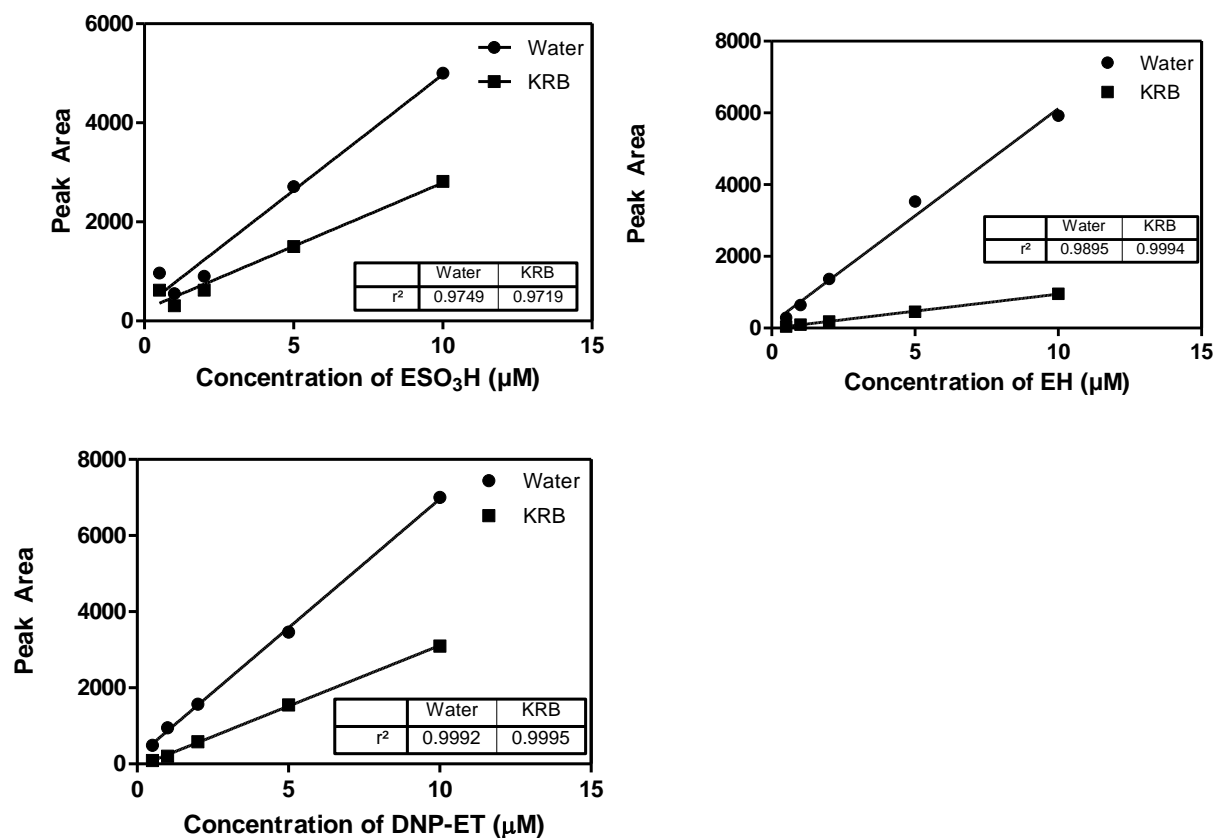 6000
4000
2000
0
Peak Area
Water
KRB
Water KRB
r² 0.9749 0.9719
0 5 10 15
Concentration of ESO₃H (µM)
8000
6000
4000
2000
0
Peak Area
Water
KRB
Water KRB
r² 0.9895 0.9994
0 5 10 15
Concentration of EH (µM)
8000
6000
4000
2000
0
Peak Area
Water
KRB
Water KRB
r² 0.9992 0.9995
0 5 10 15
Concentration of DNP-ET (µM)